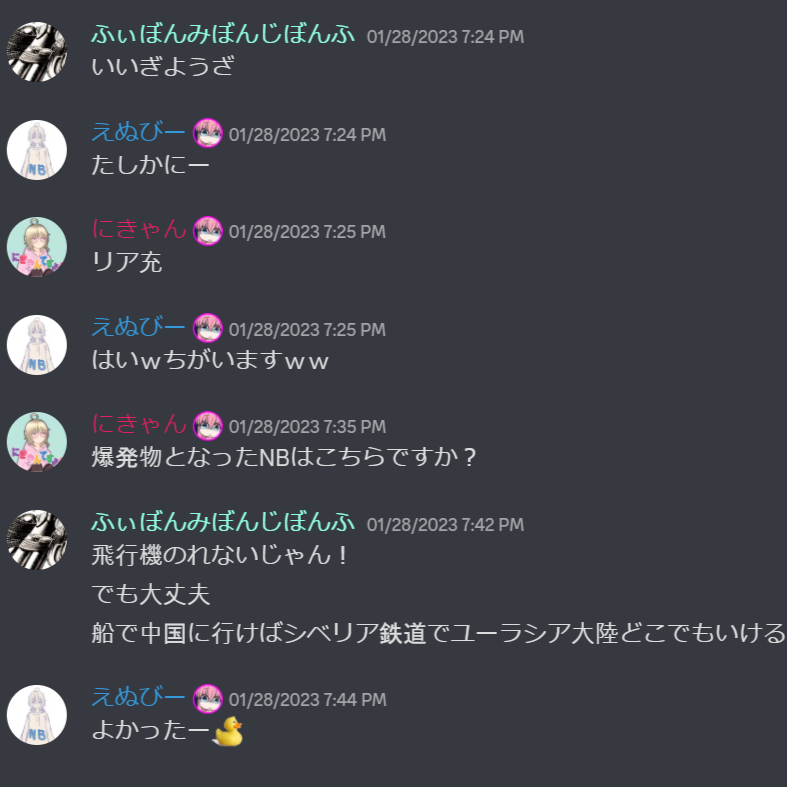 ふぃぼんみぼんじぼんふ 01/28/2023 7:24 PM
いいぎようざ
えぬびー 01/28/2023 7:24 PM
たしかにー
にきゃん 01/28/2023 7:25 PM
リア充
えぬびー 01/28/2023 7:25 PM
はいwちがいますww
にきゃん 01/28/2023 7:35 PM
爆発物となったNBはこちらですか？
ふぃぼんみぼんじぼんふ 01/28/2023 7:42 PM
飛行機のれないじゃん！
でも大丈夫
船で中国に行けばシベリア鉄道でユーラシア大陸どこでもいける
えぬびー 01/28/2023 7:44 PM
よかったー🦆